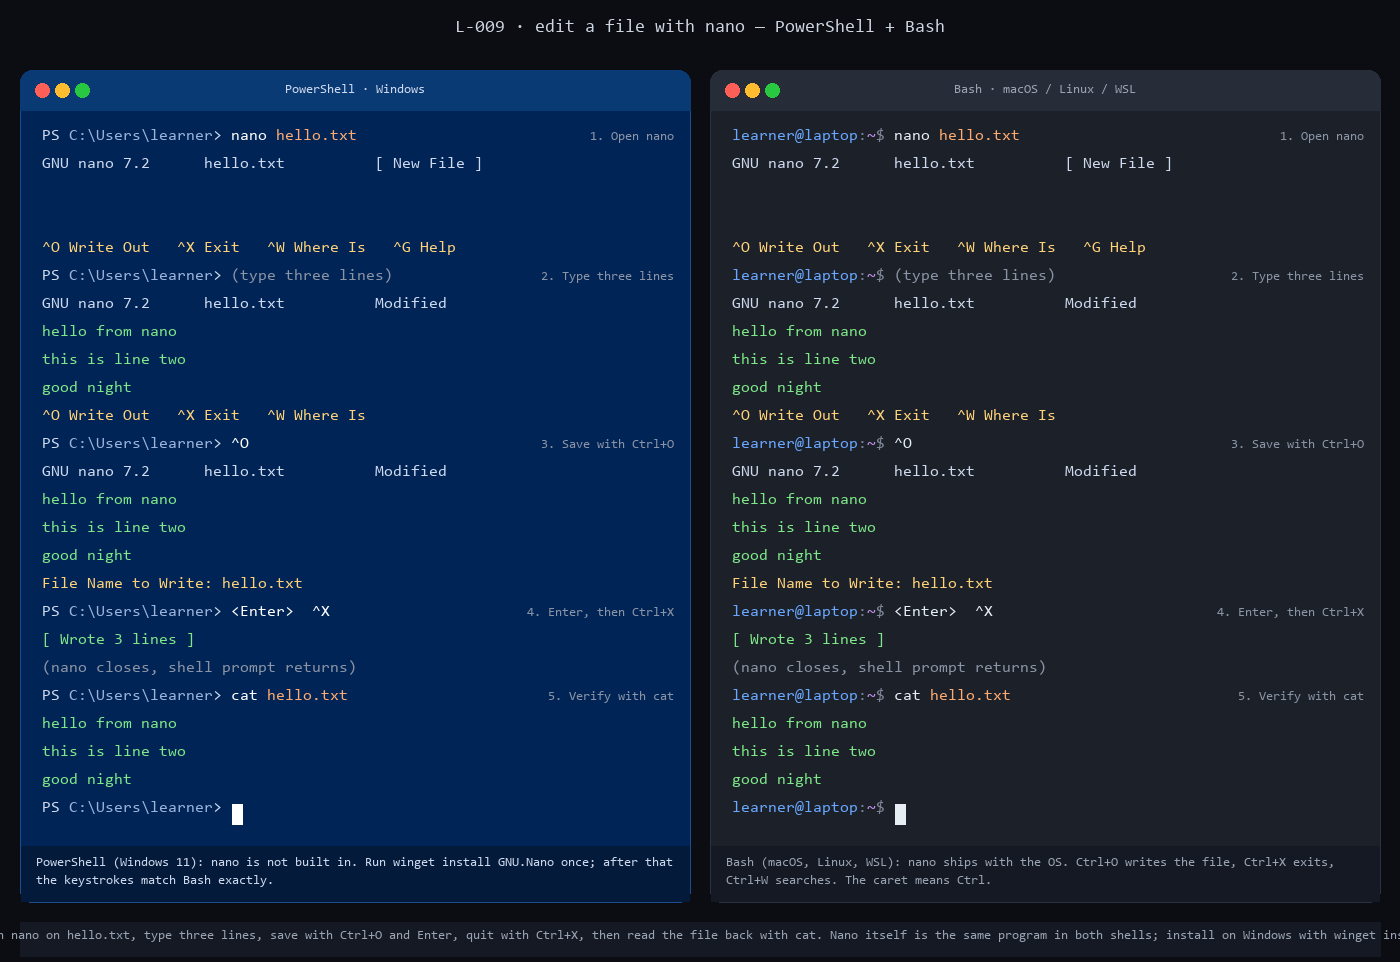 L-009 · edit a file with nano — PowerShell + Bash
PowerShell · Windows
PS C:\Users\learner> nano hello.txt 1. Open nano
GNU nano 7.2 hello.txt [ New File ]
^O Write Out ^X Exit ^W Where Is ^G Help
PS C:\Users\learner> (type three lines) 2. Type three lines
GNU nano 7.2 hello.txt Modified
hello from nano
this is line two
good night
^O Write Out ^X Exit ^W Where Is
PS C:\Users\learner> ^O 3. Save with Ctrl+O
GNU nano 7.2 hello.txt Modified
hello from nano
this is line two
good night
File Name to Write: hello.txt
PS C:\Users\learner> <Enter> ^X 4. Enter, then Ctrl+X
[ Wrote 3 lines ]
(nano closes, shell prompt returns)
PS C:\Users\learner> cat hello.txt 5. Verify with cat
hello from nano
this is line two
good night
PS C:\Users\learner>
PowerShell (Windows 11): nano is not built in. Run winget install GNU.Nano once; after that
the keystrokes match Bash exactly.
Bash · macOS / Linux / WSL
learner@laptop:~$ nano hello.txt 1. Open nano
GNU nano 7.2 hello.txt [ New File ]
^O Write Out ^X Exit ^W Where Is ^G Help
learner@laptop:~$ (type three lines) 2. Type three lines
GNU nano 7.2 hello.txt Modified
hello from nano
this is line two
good night
^O Write Out ^X Exit ^W Where Is
learner@laptop:~$ ^O 3. Save with Ctrl+O
GNU nano 7.2 hello.txt Modified
hello from nano
this is line two
good night
File Name to Write: hello.txt
learner@laptop:~$ <Enter> ^X 4. Enter, then Ctrl+X
[ Wrote 3 lines ]
(nano closes, shell prompt returns)
learner@laptop:~$ cat hello.txt 5. Verify with cat
hello from nano
this is line two
good night
learner@laptop:~$
Bash (macOS, Linux, WSL): nano ships with the OS. Ctrl+O writes the file, Ctrl+X exits,
Ctrl+W searches. The caret means Ctrl.
nano on hello.txt, type three lines, save with Ctrl+O and Enter, quit with Ctrl+X, then read the file back with cat. Nano itself is the same program in both shells; install on Windows with winget